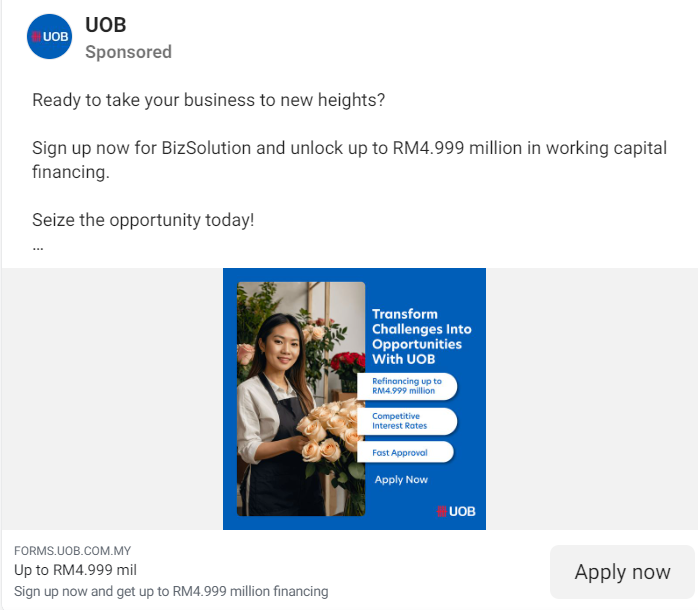 UOB
UOB
Sponsored
Ready to take your business to new heights?
Sign up now for BizSolution and unlock up to RM4.999 million in working capital
financing.
Seize the opportunity today!
...
Transform
Challenges Into
Opportunities
With UOB
Refinancing up to
RM4.999 million
Competitive
Interest Rates
Fast Approval
Apply Now
UOB
FORMS.UOB.COM.MY
Up to RM4.999 mil
Sign up now and get up to RM4.999 million financing
Apply now